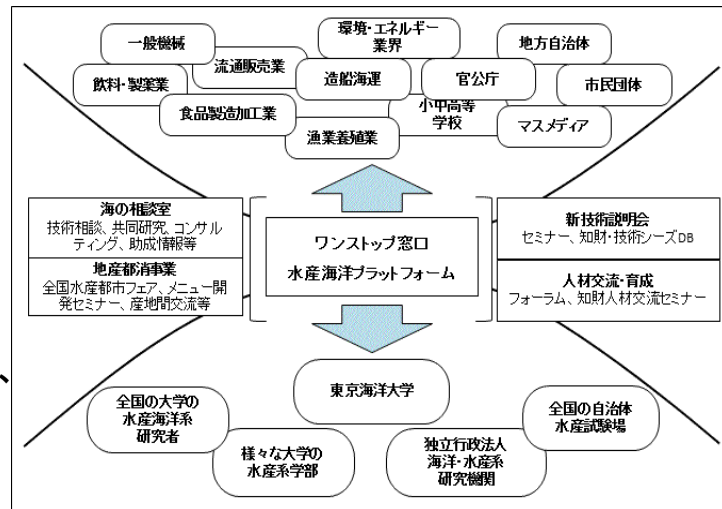 一般機械
環境・エネルギー
業界
地方自治体
流通販売業
飲料・製薬業
造船海運
官公庁
市民団体
食品製造加工業
小中高等
学校
マスメディア
漁業養殖業
海の相談室
技術相談、共同研究、コンサル
ティング、助成情報等
地産都消事業
全国水産都市フェア、メニュー開
発セミナー、産地間交流等
ワンストップ窓口
水産海洋プラットフォーム
新技術説明会
セミナー、知財・技術シーズDB
人材交流・育成
フォーラム、知財人材交流セミナー
東京海洋大学
全国の大学の
水産海洋系
研究者
様々な大学の
水産系学部
独立行政法人
海洋・水産系
研究機関
全国の自治体
水産試験場